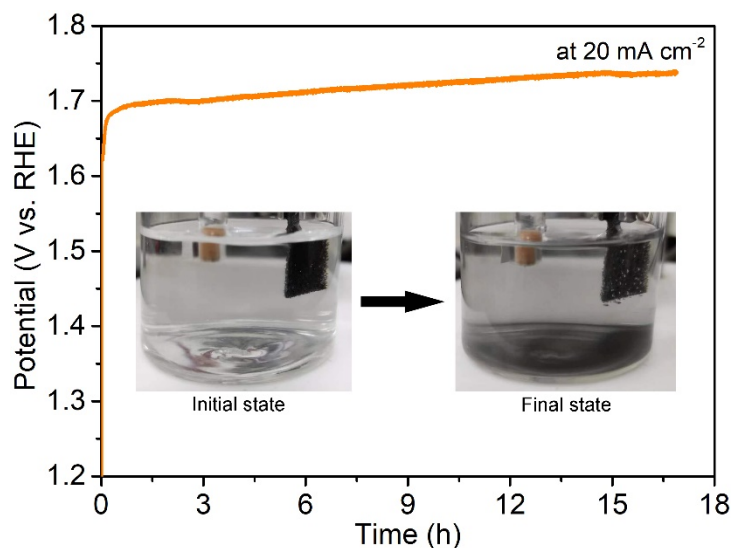 at 20 mA cm⁻²
Potential (V vs. RHE)
1.8
1.7
1.6
1.5
1.4
1.3
1.2
Initial state
Final state
0 3 6 9 12 15 18
Time (h)